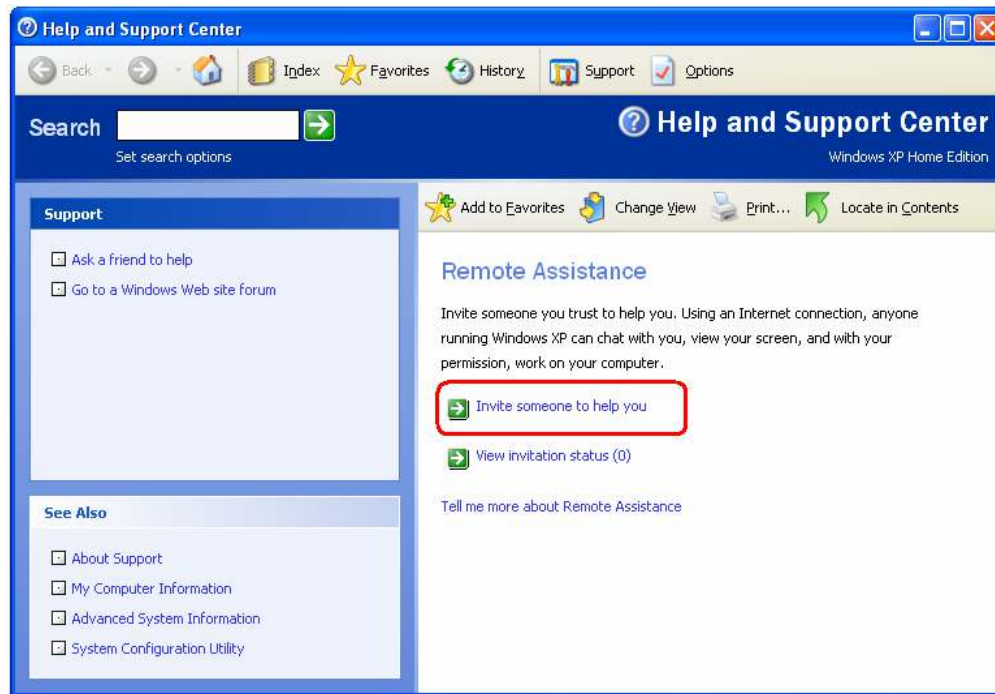 Help and Support Center
Back
Index
Favorites
History
Support
Options
Search
Set search options
Help and Support Center
Windows XP Home Edition
Support
Ask a friend to help
Go to a Windows Web site forum
See Also
About Support
My Computer Information
Advanced System Information
System Configuration Utility
Add to Favorites
Change View
Print...
Locate in Contents
Remote Assistance
Invite someone you trust to help you. Using an Internet connection, anyone
running Windows XP can chat with you, view your screen, and with your
permission, work on your computer.
Invite someone to help you
View invitation status (0)
Tell me more about Remote Assistance